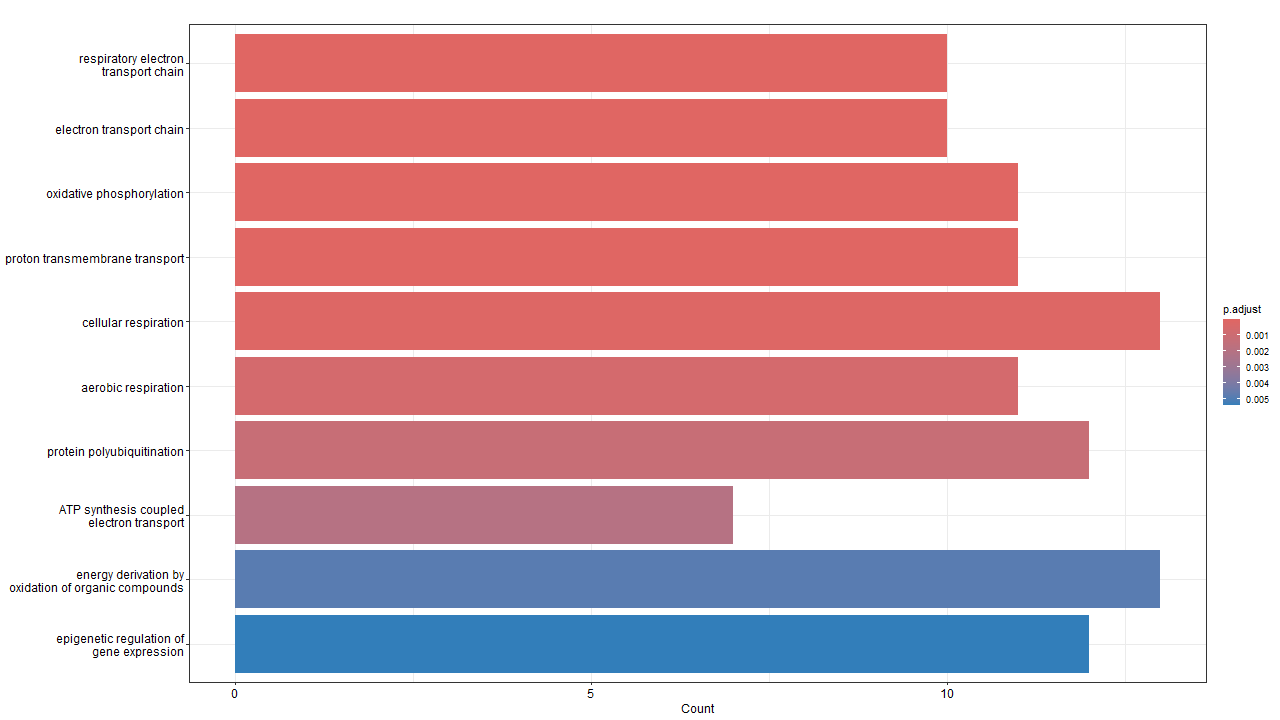 respiratory electron
transport chain
electron transport chain
oxidative phosphorylation
proton transmembrane transport
cellular respiration
aerobic respiration
protein polyubiquitination
ATP synthesis coupled
electron transport
energy derivation by
oxidation of organic compounds
epigenetic regulation of
gene expression
0 5 10
Count
p.adjust
0.001
0.002
0.003
0.004
0.005